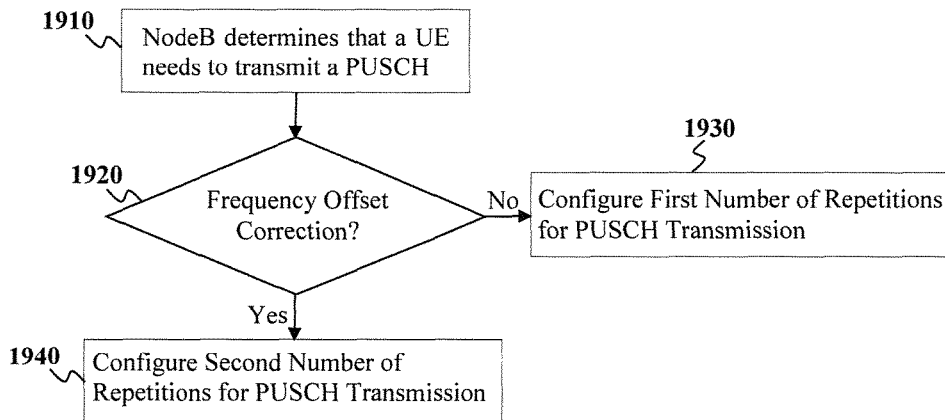 1910
NodeB determines that a UE
needs to transmit a PUSCH
1920
Frequency Offset
Correction?
No
1930
Configure First Number of Repetitions
for PUSCH Transmission
Yes
1940
Configure Second Number of
Repetitions for PUSCH Transmission